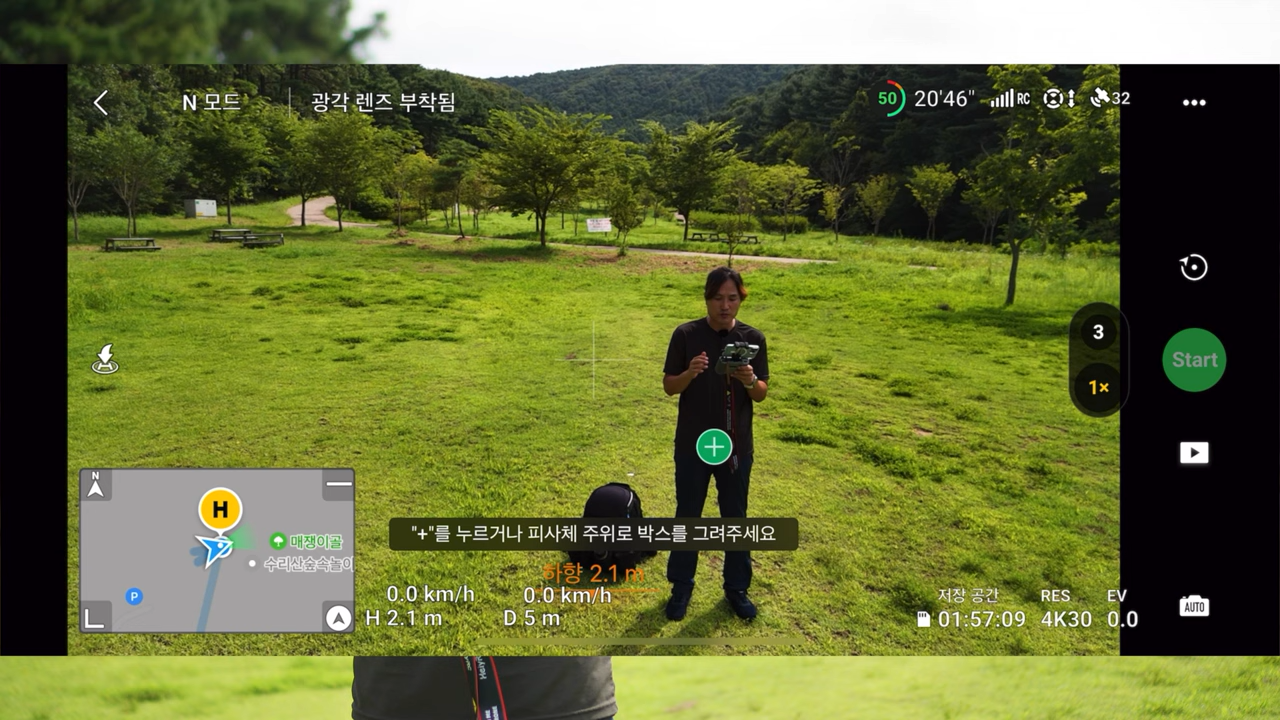 N 모드
광각 렌즈 부착됨
50
20'46"
RC
32
3
1×
Start
N
H
매쟁이골
수리산숲속놀이
P
"+"를 누르거나 피사체 주위로 박스를 그려주세요
하향 2.1 m
0.0 km/h
0.0 km/h
H 2.1 m
D 5 m
저장 공간
RES
EV
01:57:09
4K30
0.0
AUTO